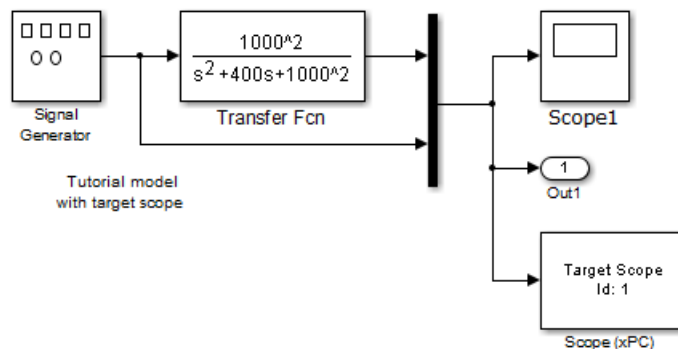 1000^2
s^2+400s+1000^2
Signal
Generator
Transfer Fcn
Scope1
Tutorial model
with target scope
1
Out1
Target Scope
Id: 1
Scope (xPC)